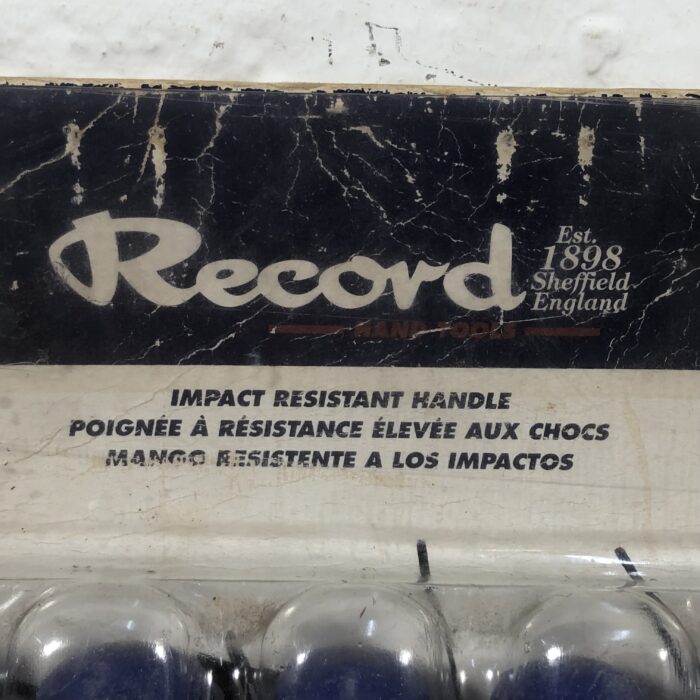 Record
Est.
1898
Sheffield
England
HAND TOOLS
IMPACT RESISTANT HANDLE
POIGNÉE À RÉSISTANCE ÉLEVÉE AUX CHOCS
MANGO RESISTENTE A LOS IMPACTOS